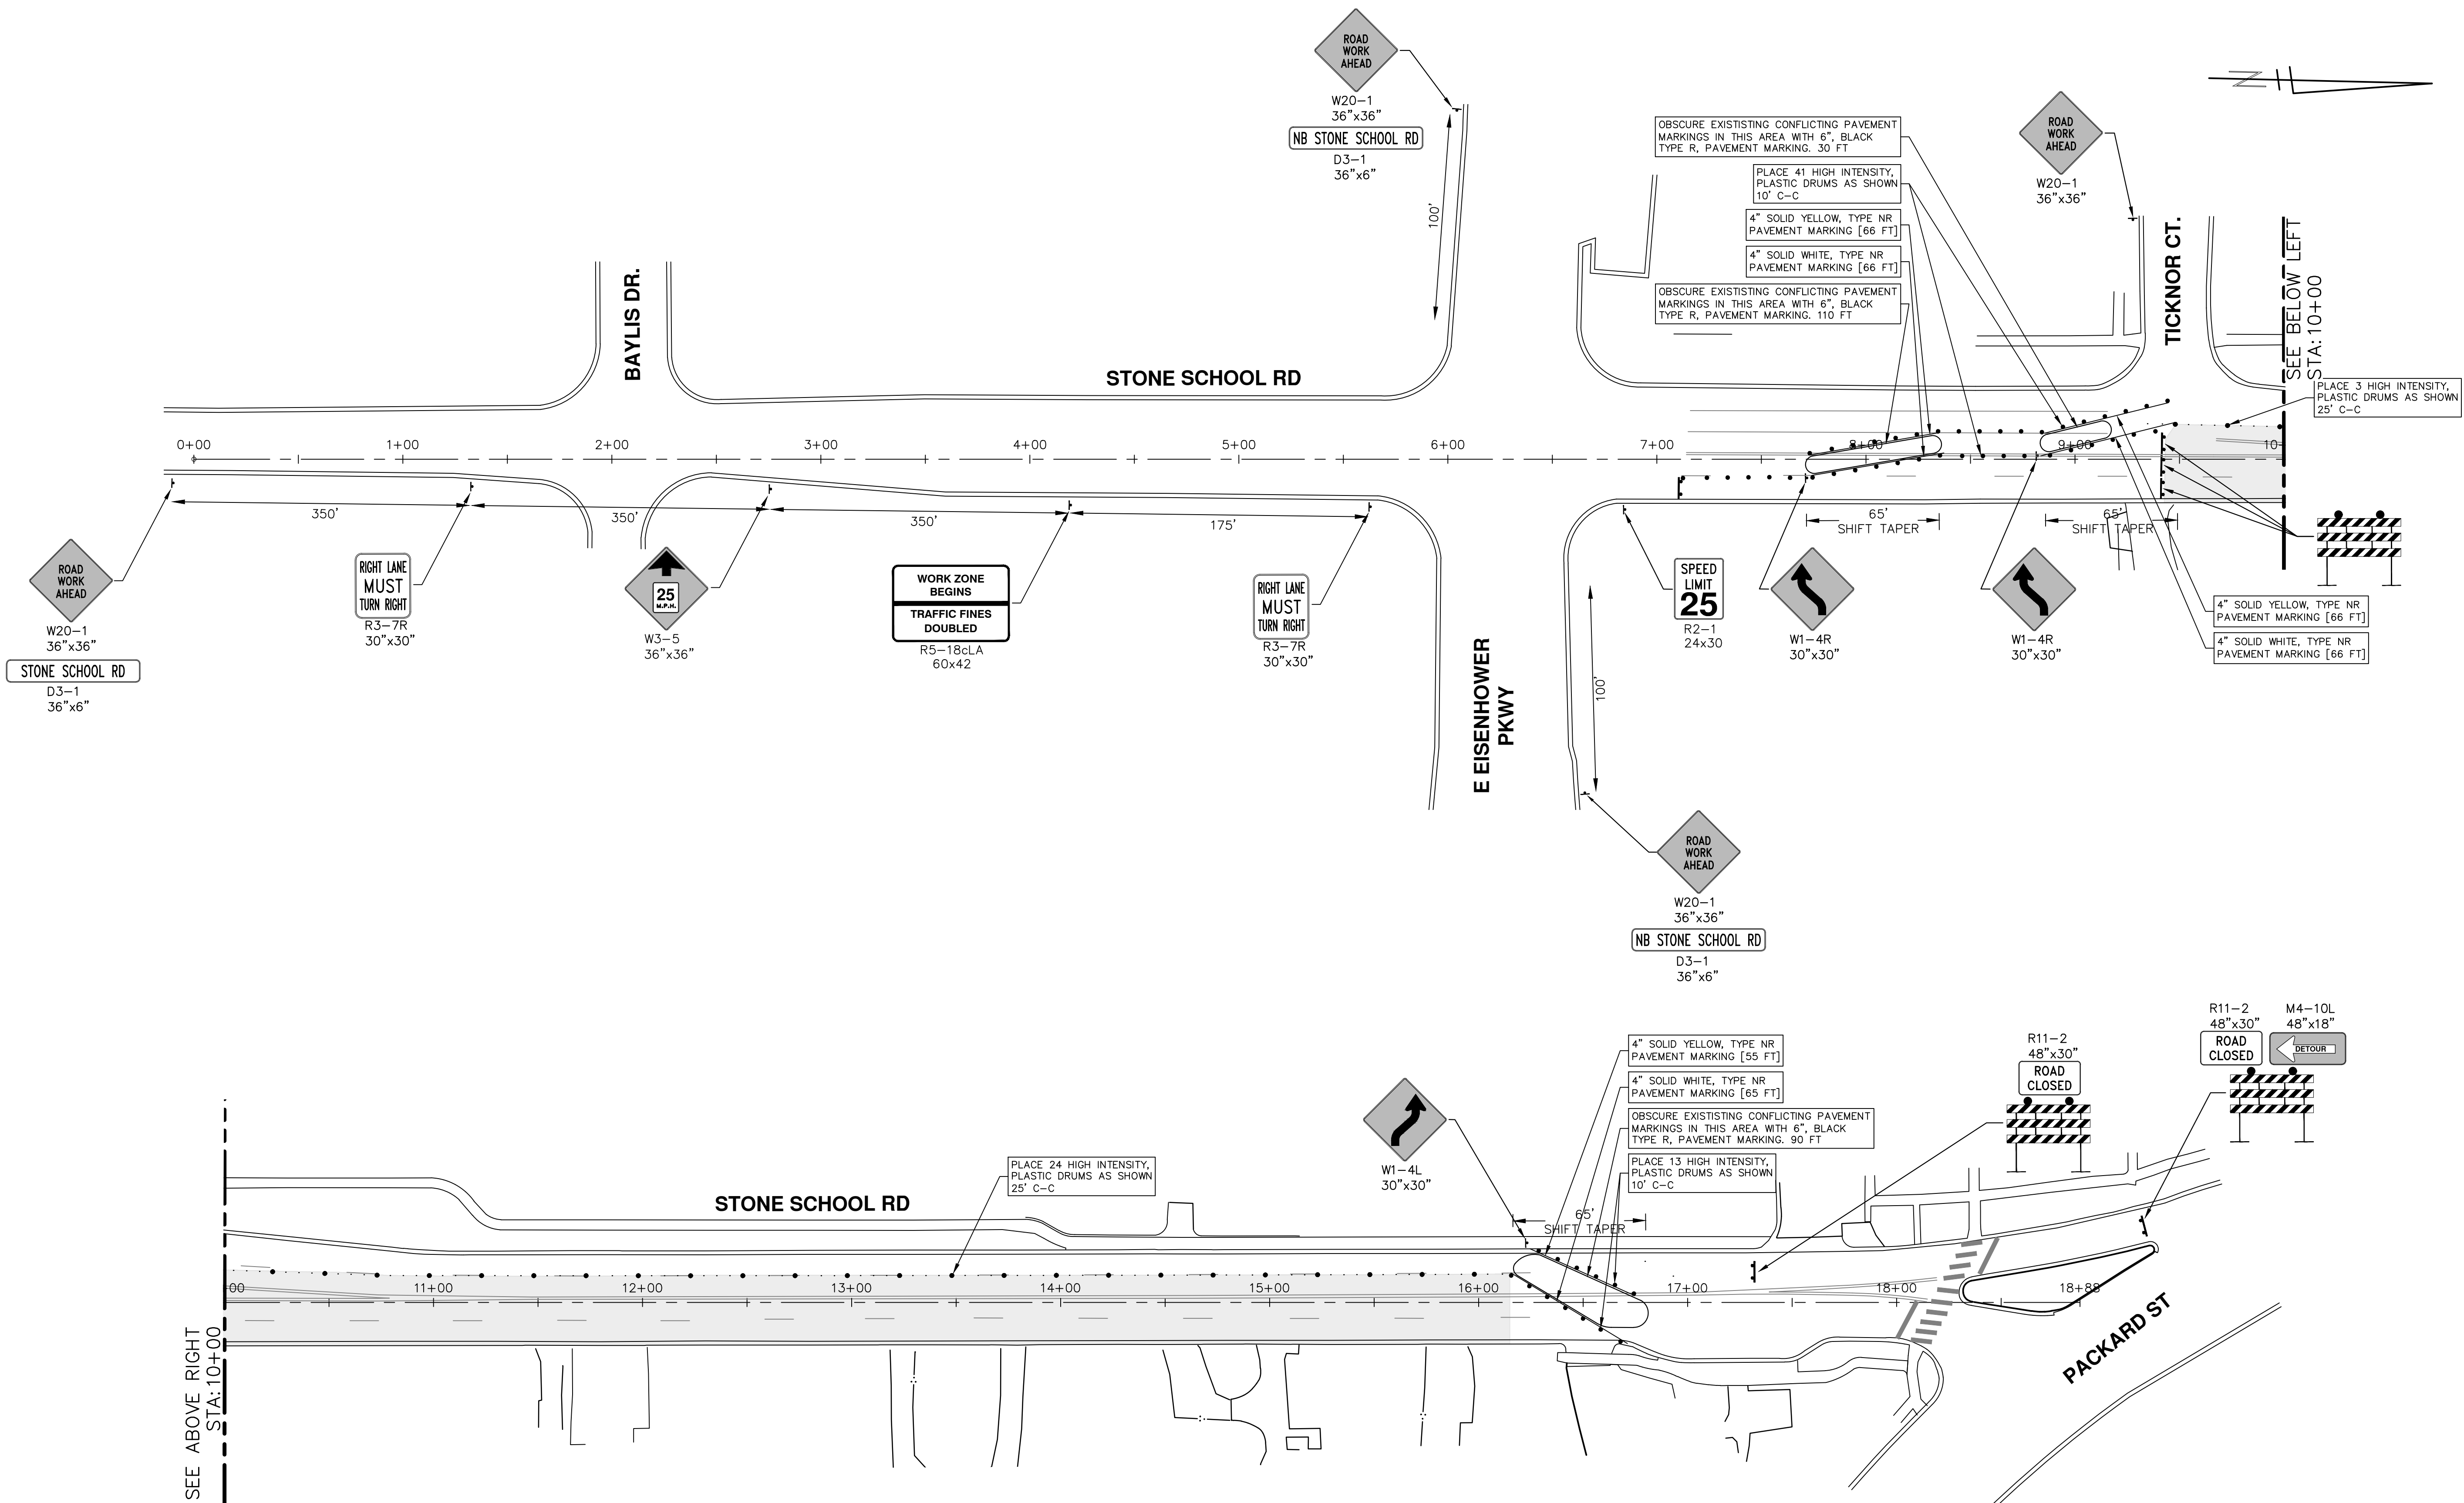 ROAD
WORK
AHEAD
W20-1
36"x36"
NB STONE SCHOOL RD
D3-1
36"x6"
100'
N
OBSCURE EXISTISTING CONFLICTING PAVEMENT
MARKINGS IN THIS AREA WITH 6", BLACK
TYPE R, PAVEMENT MARKING. 30 FT
PLACE 41 HIGH INTENSITY,
PLASTIC DRUMS AS SHOWN
10' C-C
4" SOLID YELLOW, TYPE NR
PAVEMENT MARKING [66 FT]
4" SOLID WHITE, TYPE NR
PAVEMENT MARKING [66 FT]
OBSCURE EXISTISTING CONFLICTING PAVEMENT
MARKINGS IN THIS AREA WITH 6", BLACK
TYPE R, PAVEMENT MARKING. 110 FT
ROAD
WORK
AHEAD
W20-1
36"x36"
TICKNOR CT.
SEE BELOW LEFT
STA:10+00
PLACE 3 HIGH INTENSITY,
PLASTIC DRUMS AS SHOWN
25' C-C
BAYLIS DR.
STONE SCHOOL RD
0+00
1+00
2+00
3+00
4+00
5+00
6+00
7+00
8+00
9+00
10
350'
350'
350'
175'
65'
SHIFT TAPER
65'
SHIFT TAPER
ROAD
WORK
AHEAD
W20-1
36"x36"
STONE SCHOOL RD
D3-1
36"x6"
RIGHT LANE
MUST
TURN RIGHT
R3-7R
30"x30"
25
M.P.H.
W3-5
36"x36"
WORK ZONE
BEGINS
TRAFFIC FINES
DOUBLED
R5-18cLA
60x42
RIGHT LANE
MUST
TURN RIGHT
R3-7R
30"x30"
E EISENHOWER
PKWY
100'
SPEED
LIMIT
25
R2-1
24x30
W1-4R
30"x30"
W1-4R
30"x30"
4" SOLID YELLOW, TYPE NR
PAVEMENT MARKING [66 FT]
4" SOLID WHITE, TYPE NR
PAVEMENT MARKING [66 FT]
ROAD
WORK
AHEAD
W20-1
36"x36"
NB STONE SCHOOL RD
D3-1
36"x6"
SEE ABOVE RIGHT
STA:10+00
STONE SCHOOL RD
PLACE 24 HIGH INTENSITY,
PLASTIC DRUMS AS SHOWN
25' C-C
W1-4L
30"x30"
4" SOLID YELLOW, TYPE NR
PAVEMENT MARKING [55 FT]
4" SOLID WHITE, TYPE NR
PAVEMENT MARKING [65 FT]
OBSCURE EXISTISTING CONFLICTING PAVEMENT
MARKINGS IN THIS AREA WITH 6", BLACK
TYPE R, PAVEMENT MARKING. 90 FT
PLACE 13 HIGH INTENSITY,
PLASTIC DRUMS AS SHOWN
10' C-C
65'
SHIFT TAPER
R11-2
48"x30"
ROAD
CLOSED
R11-2
48"x30"
ROAD
CLOSED
M4-10L
48"x18"
DETOUR
00
11+00
12+00
13+00
14+00
15+00
16+00
17+00
18+00
18+88
PACKARD ST